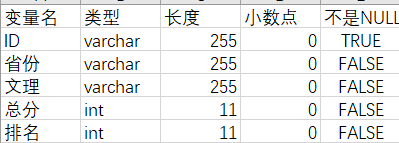 变量名 类型 长度 小数点 不是NULL
ID varchar 255 0 TRUE
省份 varchar 255 0 FALSE
文理 varchar 255 0 FALSE
总分 int 11 0 FALSE
排名 int 11 0 FALSE